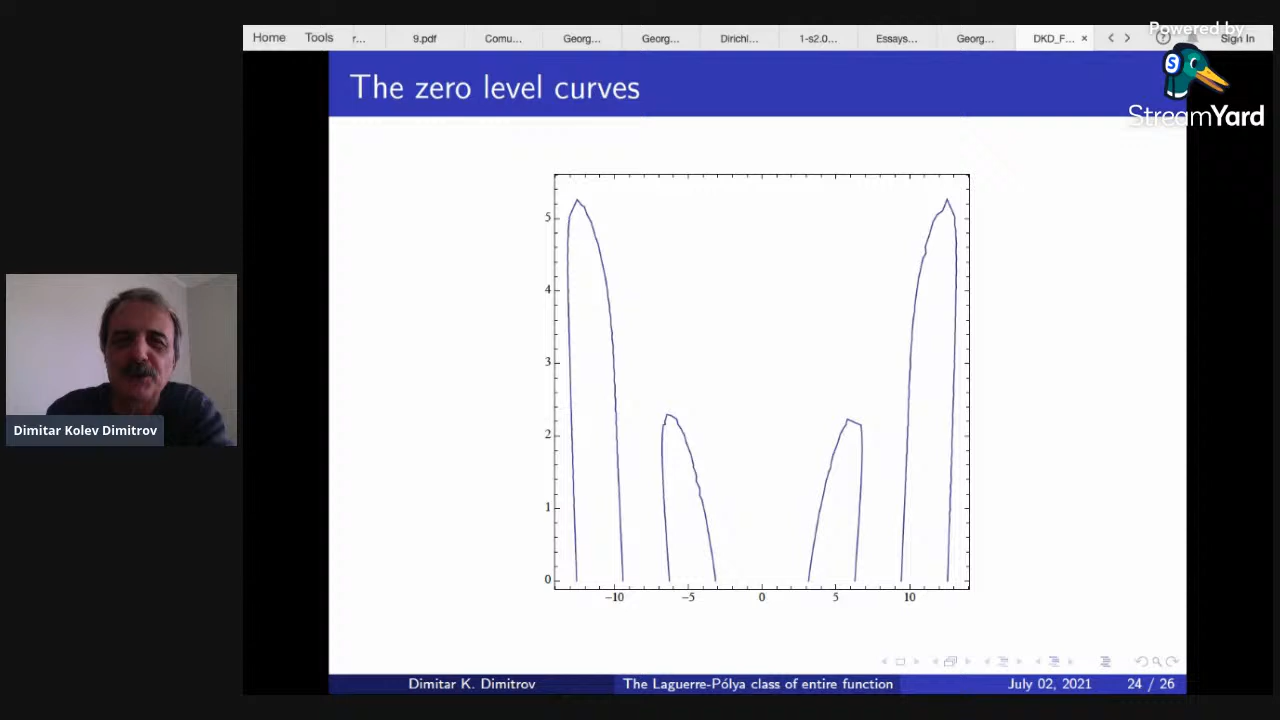 Powered by
StreamYard
Home Tools r... 9.pdf Comu... Georg... Georg... Dirichl... 1-s2.0... Essays... Georg... DKD_F... × Sign In
The zero level curves
5
4
3
2
1
0
−10 −5 0 5 10
Dimitar Kolev Dimitrov
Dimitar K. Dimitrov The Laguerre-Pólya class of entire function July 02, 2021 24 / 26